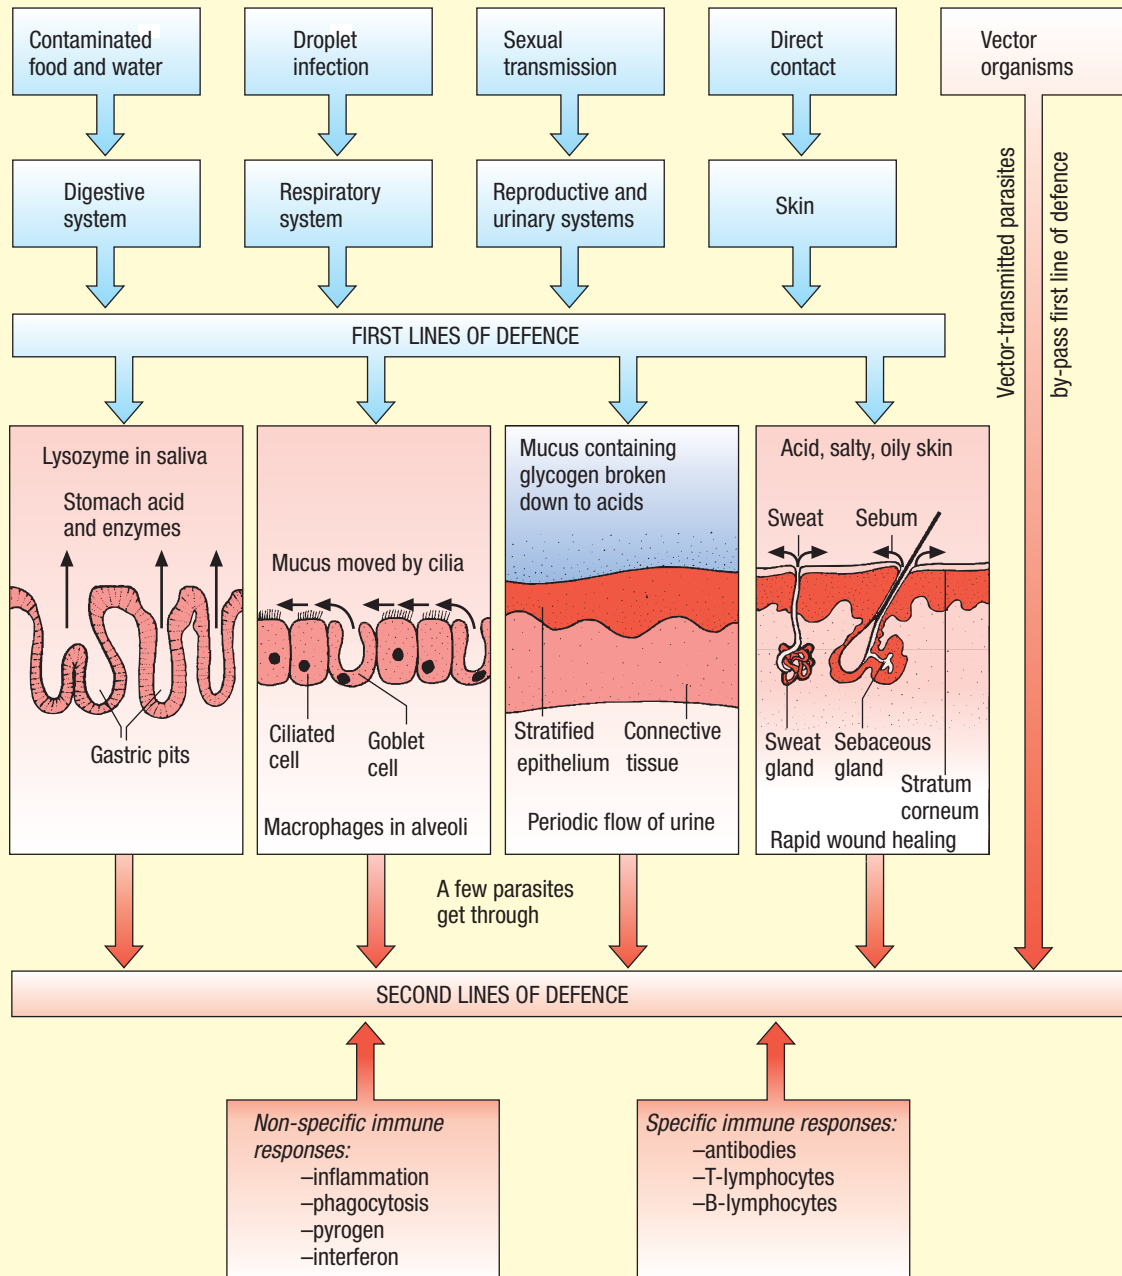 Contaminated
food and water
Droplet
infection
Sexual
transmission
Direct
contact
Vector
organisms
Digestive
system
Respiratory
system
Reproductive and
urinary systems
Skin
Vector-transmitted parasites
by-pass first line of defence
FIRST LINES OF DEFENCE
Lysozyme in saliva
Stomach acid
and enzymes
Gastric pits
Mucus moved by cilia
Ciliated
cell
Goblet
cell
Macrophages in alveoli
Mucus containing
glycogen broken
down to acids
Stratified
epithelium
Connective
tissue
Periodic flow of urine
Acid, salty, oily skin
Sweat
Sebum
Sweat
gland
Sebaceous
gland
Stratum
corneum
Rapid wound healing
A few parasites
get through
SECOND LINES OF DEFENCE
Non-specific immune
responses:
–inflammation
–phagocytosis
–pyrogen
–interferon
Specific immune responses:
–antibodies
–T-lymphocytes
–B-lymphocytes